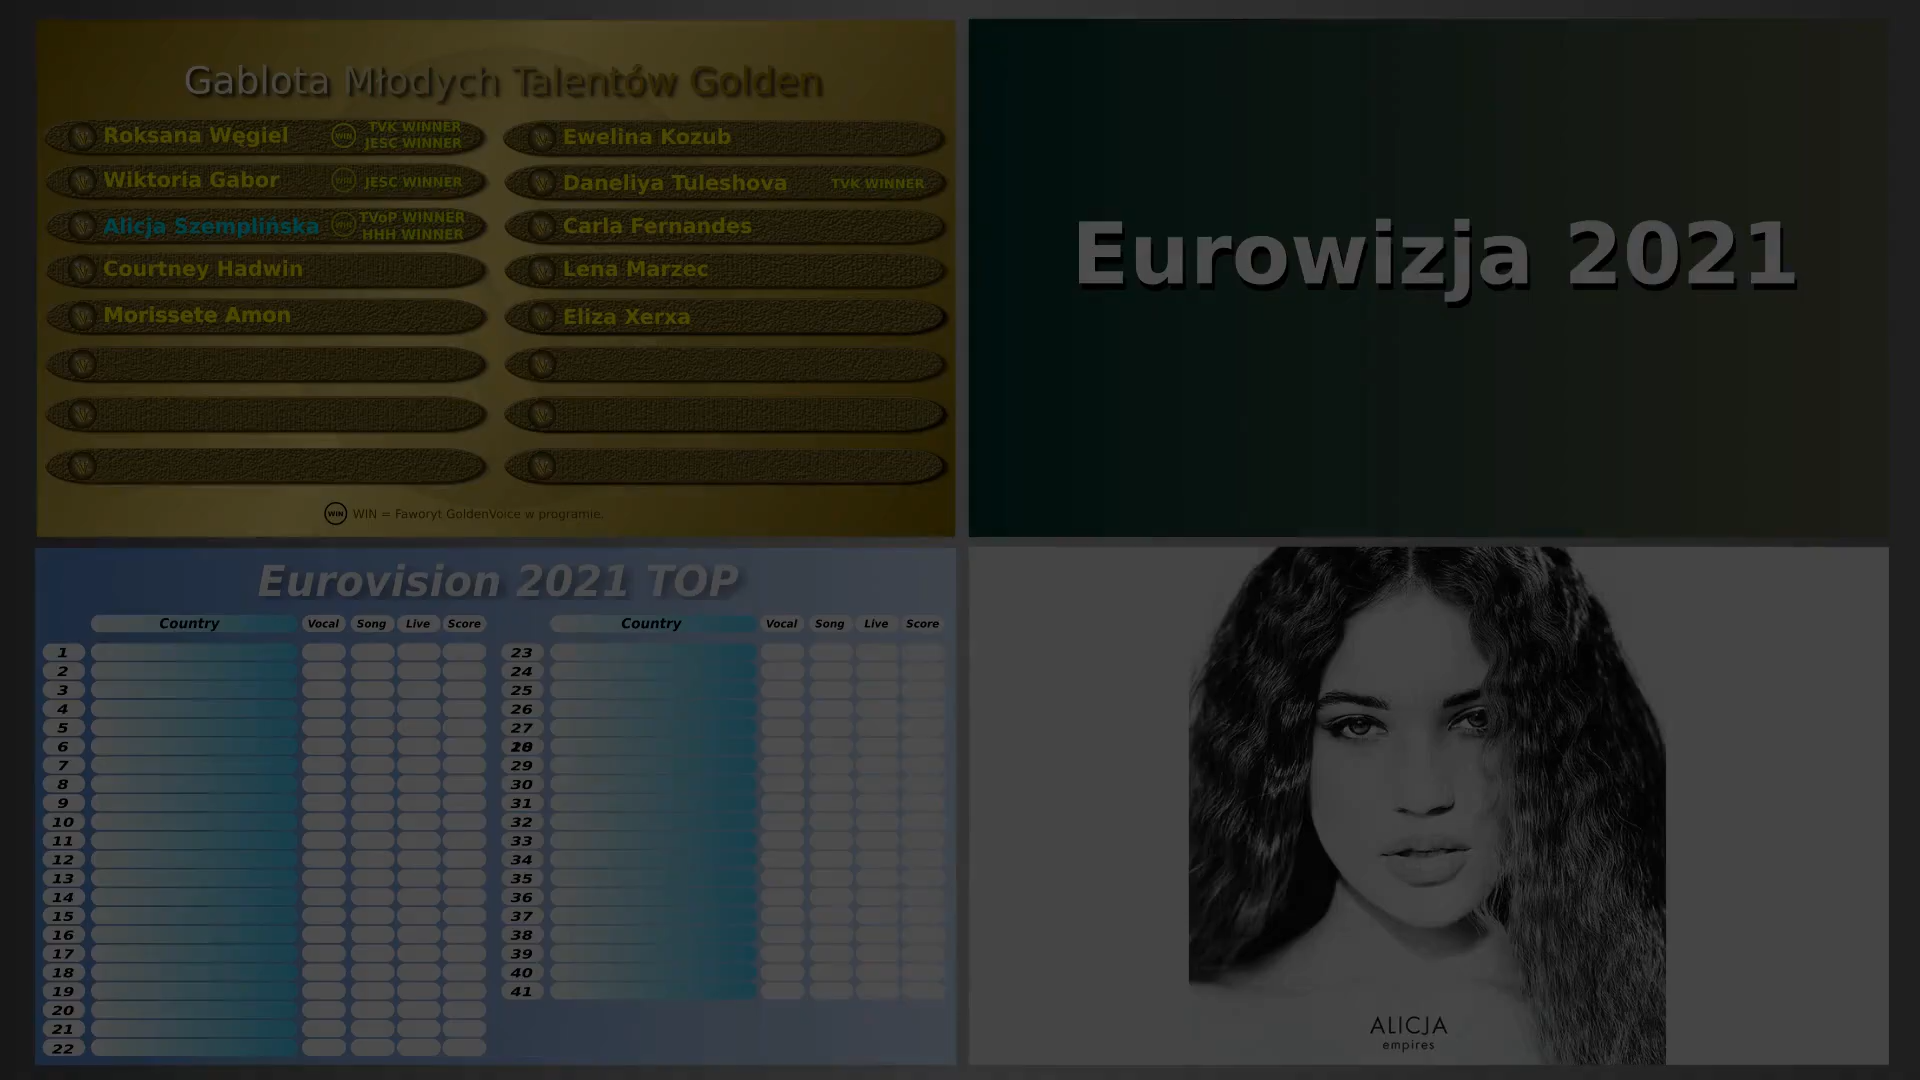 Gablota Młodych Talentów Golden
Roksana Węgiel WIN TVK WINNER
JESC WINNER
Wiktoria Gabor WIN JESC WINNER
Alicja Szemplińska WIN TVoP WINNER
HHH WINNER
Courtney Hadwin
Morissete Amon
Ewelina Kozub
Daneliya Tuleshova TVK WINNER
Carla Fernandes
Lena Marzec
Eliza Xerxa
WIN WIN = Faworyt GoldenVoice w programie.
Eurowizja 2021
Eurovision 2021 TOP
Country Vocal Song Live Score
1
2
3
4
5
6
7
8
9
10
11
12
13
14
15
16
17
18
19
20
21
22
Country Vocal Song Live Score
23
24
25
26
27
29
30
31
32
33
34
35
36
37
38
39
40
41
ALICJA
empires